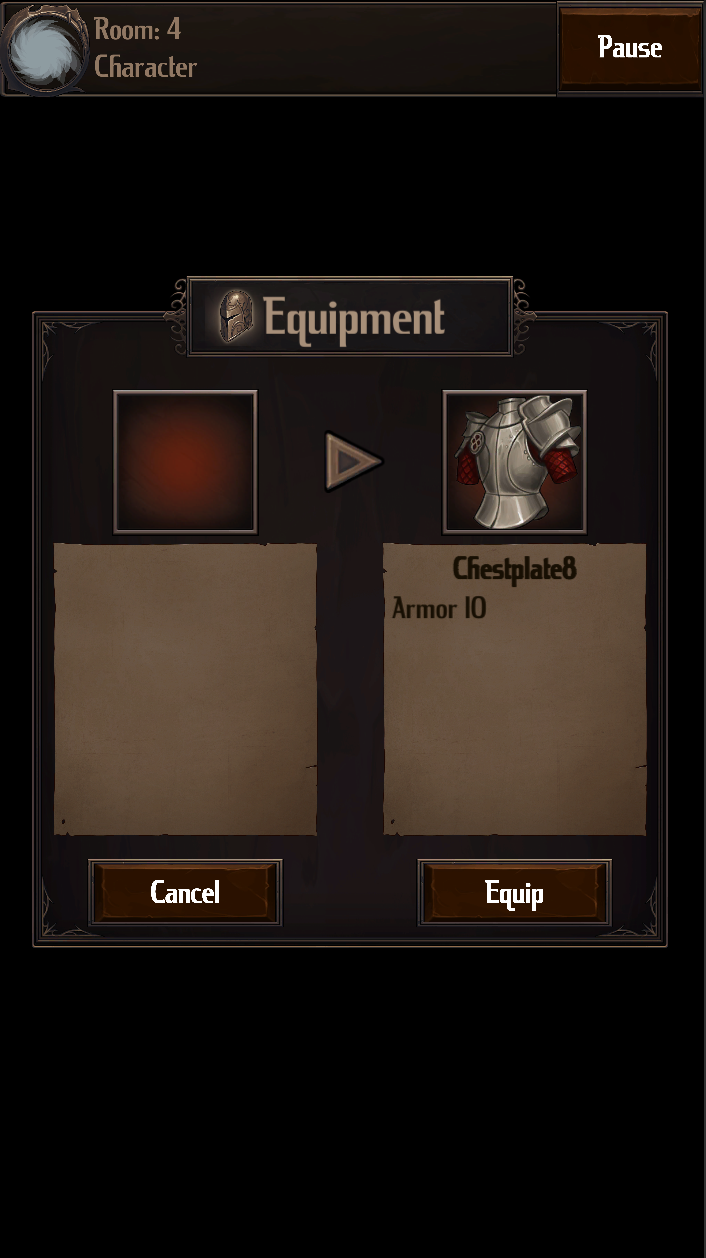 Room: 4
Character
Pause
Equipment
Chestplate8
Armor 10
Cancel
Equip